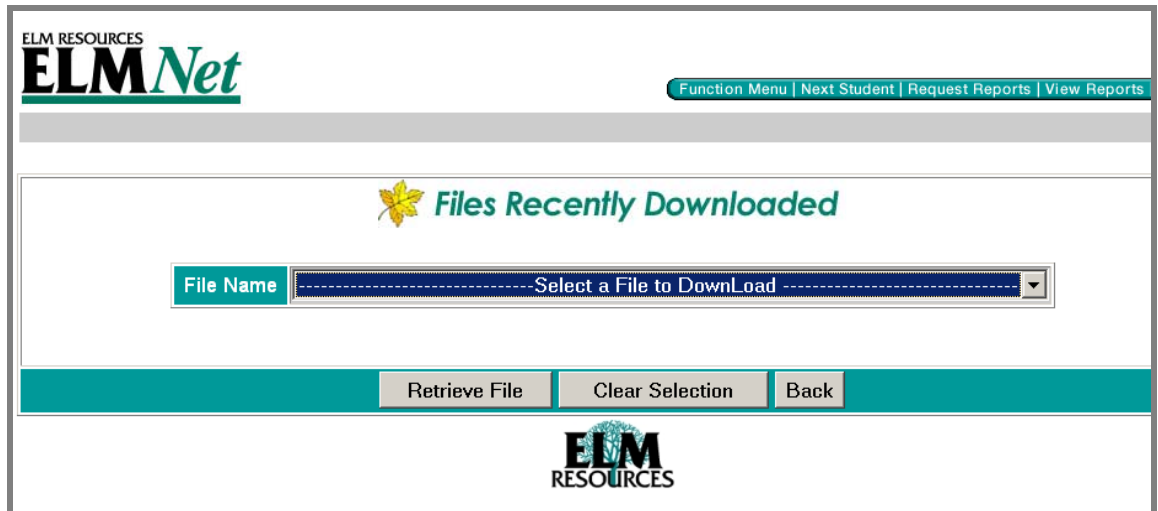 ELM RESOURCES
ELMNet
Function Menu | Next Student | Request Reports | View Reports
Files Recently Downloaded
File Name -------------------------------Select a File to DownLoad --------------------------------
Retrieve File Clear Selection Back
ELM
RESOURCES